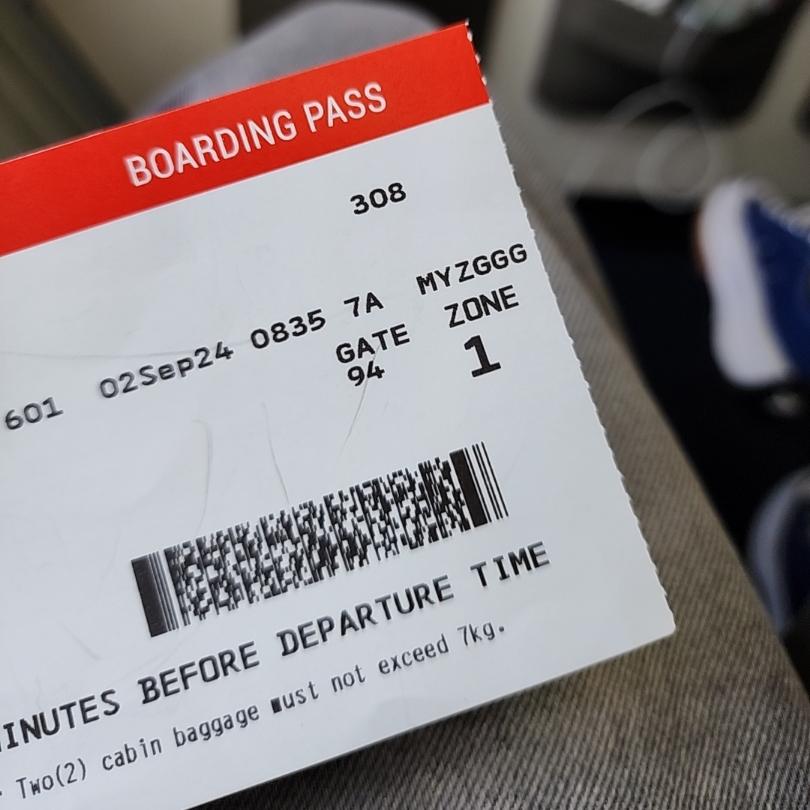 BOARDING PASS
308
601 02Sep24 0835 7A MYZGGG
GATE ZONE
94 1
MINUTES BEFORE DEPARTURE TIME
Two(2) cabin baggage must not exceed 7kg.